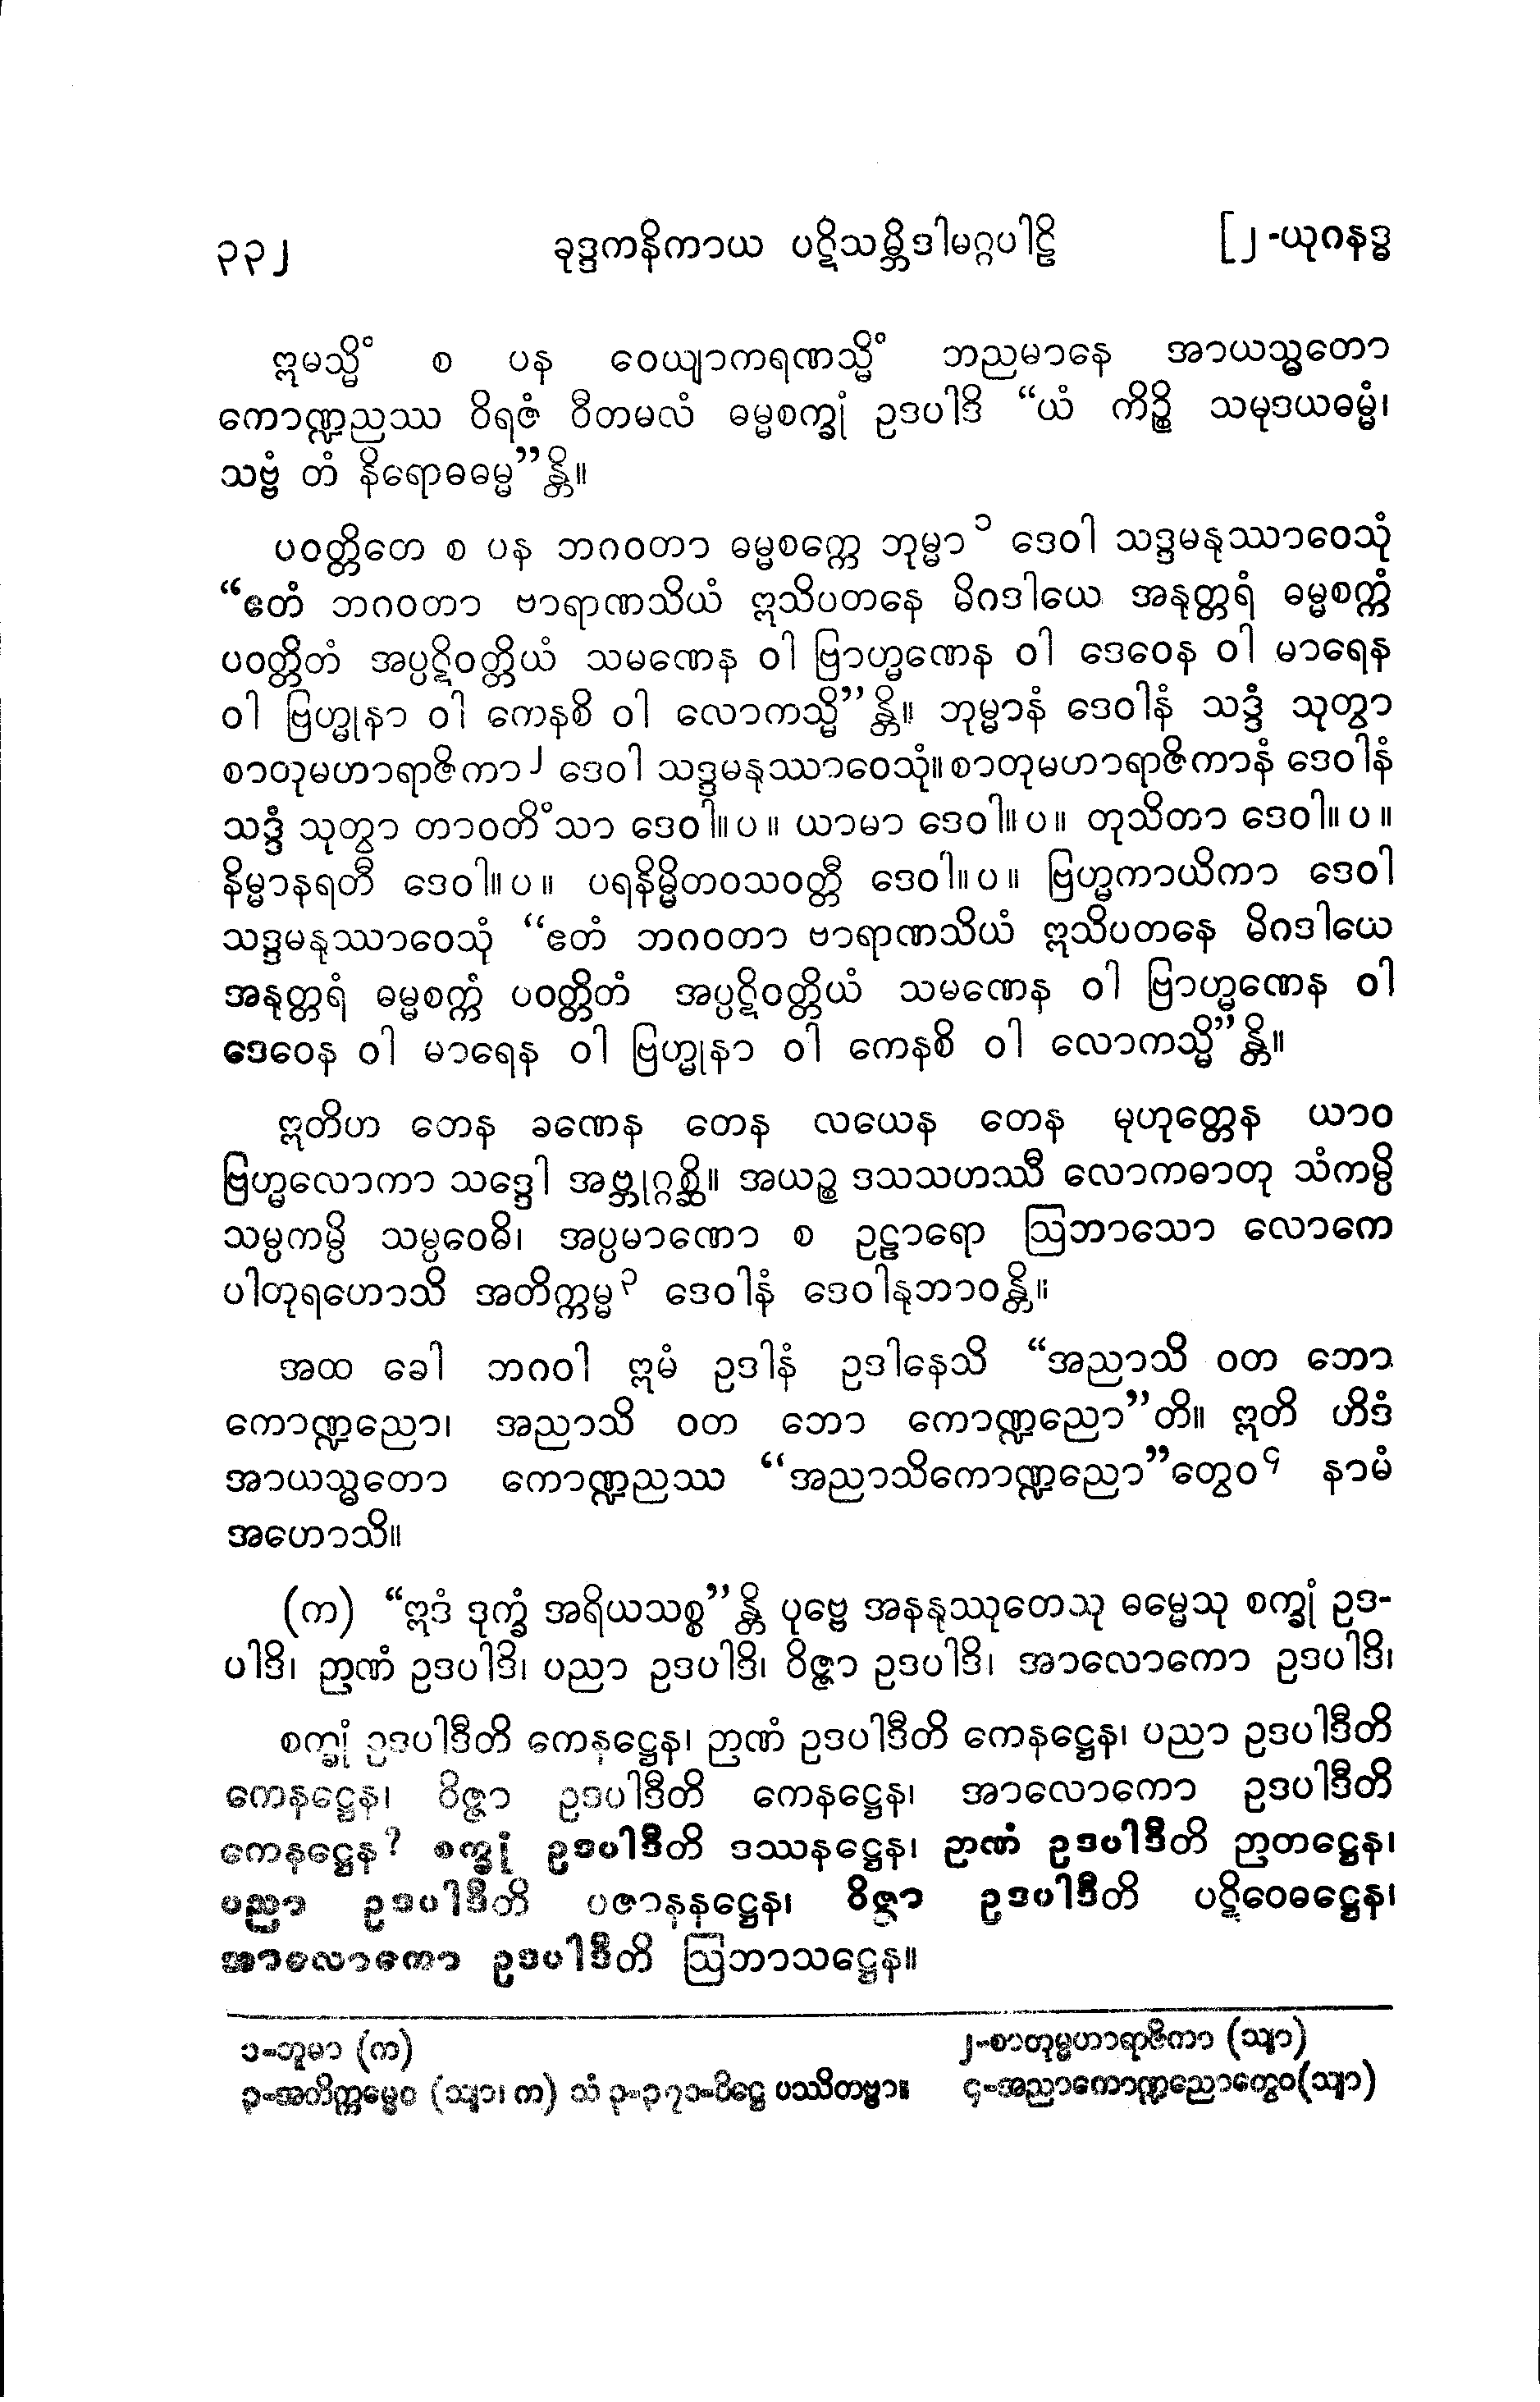 ၃၃၂ ခုဒ္ဒကနိကာယ ပဋိသမ္ဘိဒါမဂ္ဂပါဠိ [၂-ယုဂနဒ္ဓ
ဣမသ္မိံ စ ပန ဝေယျာကရဏသ္မိံ ဘညမာနေ အာယသ္မတော
ကောဏ္ဍညဿ ဝိရဇံ ဝီတမလံ ဓမ္မစက္ခုံ ဥဒပါဒိ “ယံ ကိဉ္စိ သမုဒယဓမ္မံ၊
သဗ္ဗံ တံ နိရောဓဓမ္မ”န္တိ။
ပဝတ္တိတေ စ ပန ဘဂဝတာ ဓမ္မစက္ကေ ဘုမ္မာ၁ ဒေဝါ သဒ္ဒမနုဿာဝေသုံ
“ဧတံ ဘဂဝတာ ဗာရာဏသိယံ ဣသိပတနေ မိဂဒါယေ အနုတ္တရံ ဓမ္မစက္ကံ
ပဝတ္တိတံ အပ္ပဋိဝတ္တိယံ သမဏေန ဝါ ဗြာဟ္မဏေန ဝါ ဒေဝေန ဝါ မာရေန
ဝါ ဗြဟ္မုနာ ဝါ ကေနစိ ဝါ လောကသ္မိ”န္တိ။ ဘုမ္မာနံ ဒေဝါနံ သဒ္ဒံ သုတွာ
စာတုမဟာရာဇိကာ၂ ဒေဝါ သဒ္ဒမနုဿာဝေသုံ။ စာတုမဟာရာဇိကာနံ ဒေဝါနံ
သဒ္ဒံ သုတွာ တာဝတိံသာ ဒေဝါ။ ပ ။ ယာမာ ဒေဝါ။ ပ ။ တုသိတာ ဒေဝါ။ ပ ။
နိမ္မာနရတီ ဒေဝါ။ ပ ။ ပရနိမ္မိတဝသဝတ္တီ ဒေဝါ။ ပ ။ ဗြဟ္မကာယိကာ ဒေဝါ
သဒ္ဒမနုဿာဝေသုံ “ဧတံ ဘဂဝတာ ဗာရာဏသိယံ ဣသိပတနေ မိဂဒါယေ
အနုတ္တရံ ဓမ္မစက္ကံ ပဝတ္တိတံ အပ္ပဋိဝတ္တိယံ သမဏေန ဝါ ဗြာဟ္မဏေန ဝါ
ဒေဝေန ဝါ မာရေန ဝါ ဗြဟ္မုနာ ဝါ ကေနစိ ဝါ လောကသ္မိ”န္တိ။
ဣတိဟ တေန ခဏေန တေန လယေန တေန မုဟုတ္တေန ယာဝ
ဗြဟ္မလောကာ သဒ္ဒေါ အဗ္ဘုဂ္ဂစ္ဆိ။ အယဉ္စ ဒသသဟဿီ လောကဓာတု သံကမ္ပိ
သမ္ပကမ္ပိ သမ္ပဝေဓိ၊ အပ္ပမာဏော စ ဥဠာရော ဩဘာသော လောကေ
ပါတုရဟောသိ အတိက္ကမ္မ၃ ဒေဝါနံ ဒေဝါနုဘာဝန္တိ။
အထ ခေါ ဘဂဝါ ဣမံ ဥဒါနံ ဥဒါနေသိ “အညာသိ ဝတ ဘော
ကောဏ္ဍညော၊ အညာသိ ဝတ ဘော ကောဏ္ဍညော”တိ။ ဣတိ ဟိဒံ
အာယသ္မတော ကောဏ္ဍညဿ “အညာသိကောဏ္ဍညော”တွေဝ၄ နာမံ
အဟောသိ။
(က) “ဣဒံ ဒုက္ခံ အရိယသစ္စ”န္တိ ပုဗ္ဗေ အနနုဿုတေသု ဓမ္မေသု စက္ခုံ ဥဒ-
ပါဒိ၊ ဉာဏံ ဥဒပါဒိ၊ ပညာ ဥဒပါဒိ၊ ဝိဇ္ဇာ ဥဒပါဒိ၊ အာလောကော ဥဒပါဒိ၊
စက္ခုံ ဥဒပါဒီတိ ကေနဋ္ဌေန၊ ဉာဏံ ဥဒပါဒီတိ ကေနဋ္ဌေန၊ ပညာ ဥဒပါဒီတိ
ကေနဋ္ဌေန၊ ဝိဇ္ဇာ ဥဒပါဒီတိ ကေနဋ္ဌေန၊ အာလောကော ဥဒပါဒီတိ
ကေနဋ္ဌေန? စက္ခုံ ဥဒပါဒီတိ ဒဿနဋ္ဌေန၊ ဉာဏံ ဥဒပါဒီတိ ဉာတဋ္ဌေန၊
ပညာ ဥဒပါဒီတိ ပဇာနနဋ္ဌေန၊ ဝိဇ္ဇာ ဥဒပါဒီတိ ပဋိဝေဓဋ္ဌေန၊
အာလောကော ဥဒပါဒီတိ ဩဘာသဋ္ဌေန။
၁-ဘူမာ (က) ၂-စာတုမ္မဟာရာဇိကာ (သျာ)
၃-အတိက္ကမ္မေဝ (သျာ၊ က) သံ ၃-၃၇၁-ပိဋ္ဌေ ပဿိတဗ္ဗာ။ ၄-အညာကောဏ္ဍညောတွေဝ(သျာ)